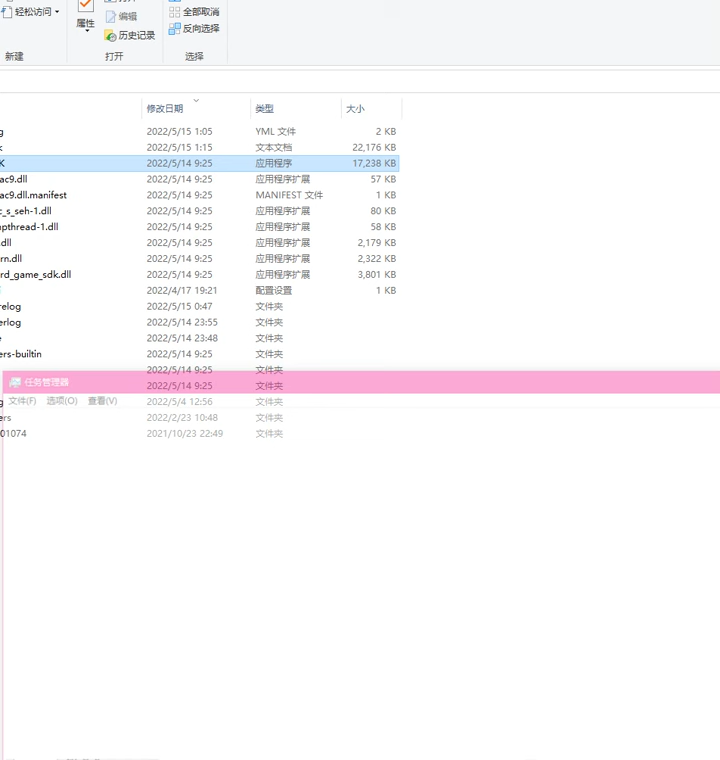 轻松访问
属性
编辑
历史记录
全部取消
反向选择
新建
打开
选择
修改日期 类型 大小
g 2022/5/15 1:05 YML 文件 2 KB
k 2022/5/15 1:15 文本文档 22,176 KB
K 2022/5/14 9:25 应用程序 17,238 KB
ac9.dll 2022/5/14 9:25 应用程序扩展 57 KB
ac9.dll.manifest 2022/5/14 9:25 MANIFEST 文件 1 KB
c_s_seh-1.dll 2022/5/14 9:25 应用程序扩展 80 KB
pthread-1.dll 2022/5/14 9:25 应用程序扩展 58 KB
.dll 2022/5/14 9:25 应用程序扩展 2,179 KB
rn.dll 2022/5/14 9:25 应用程序扩展 2,322 KB
rd_game_sdk.dll 2022/5/14 9:25 应用程序扩展 3,801 KB
2022/4/17 19:21 配置设置 1 KB
relog 2022/5/15 0:47 文件夹
erlog 2022/5/14 23:55 文件夹
e 2022/5/14 23:48 文件夹
ers-builtin 2022/5/14 9:25 文件夹
2022/5/14 9:25 文件夹
任务管理器 2022/5/14 9:25 文件夹
g 文件(F) 选项(O) 查看(V) 2022/5/4 12:56 文件夹
ers 2022/2/23 10:48 文件夹
01074 2021/10/23 22:49 文件夹